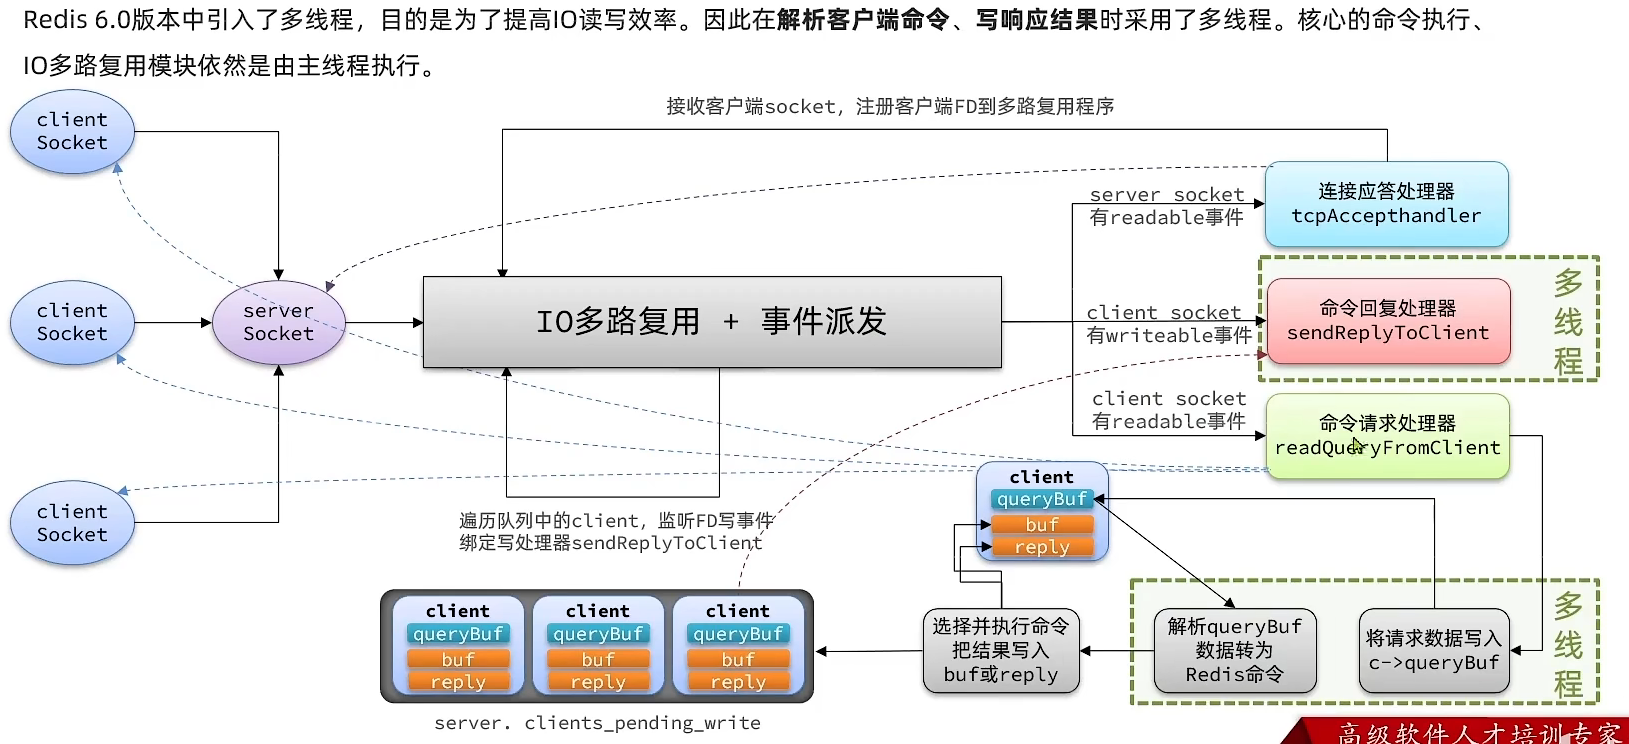 Redis 6.0版本中引入了多线程，目的是为了提高IO读写效率。因此在解析客户端命令、写响应结果时采用了多线程。核心的命令执行、
IO多路复用模块依然是由主线程执行。
接收客户端socket，注册客户端FD到多路复用程序
client
Socket
server socket
有readable事件
连接应答处理器
tcpAccepthandler
client
Socket
server
Socket
IO多路复用 + 事件派发
client socket
有writeable事件
命令回复处理器
sendReplyToClient
多
线
程
client socket
有readable事件
命令请求处理器
readQueryFromClient
client
Socket
遍历队列中的client，监听FD写事件
绑定写处理器sendReplyToClient
client
queryBuf
buf
reply
client
queryBuf
buf
reply
client
queryBuf
buf
reply
client
queryBuf
buf
reply
server. clients_pending_write
选择并执行命令
把结果写入
buf或reply
解析queryBuf
数据转为
Redis命令
将请求数据写入
c->queryBuf
多
线
程
高级软件人才培训专家